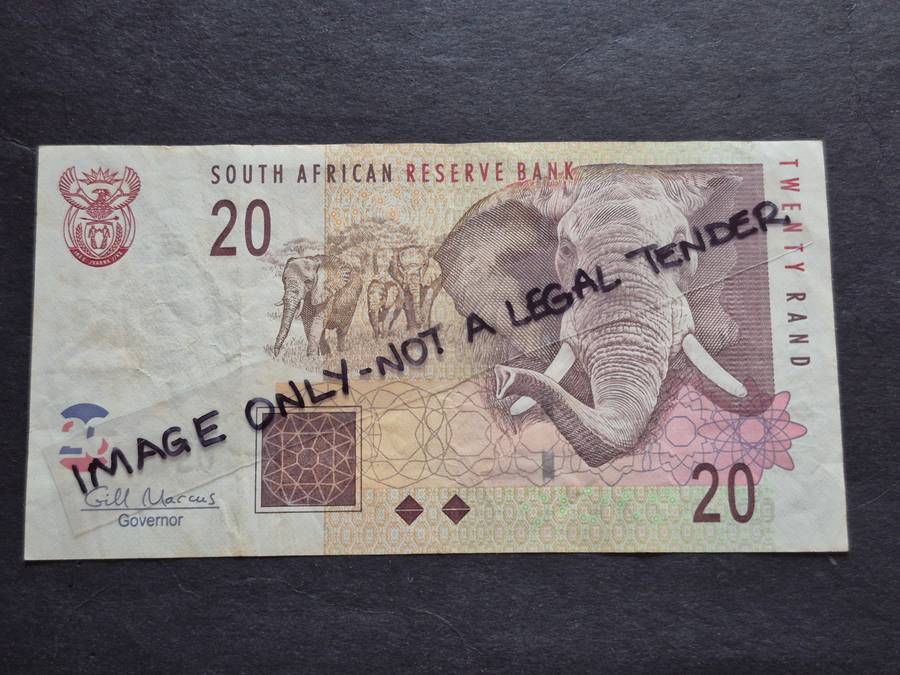 SOUTH AFRICAN RESERVE BANK
20
TWENTY RAND
IMAGE ONLY-NOT A LEGAL TENDER.
Gill Marcus
Governor
20